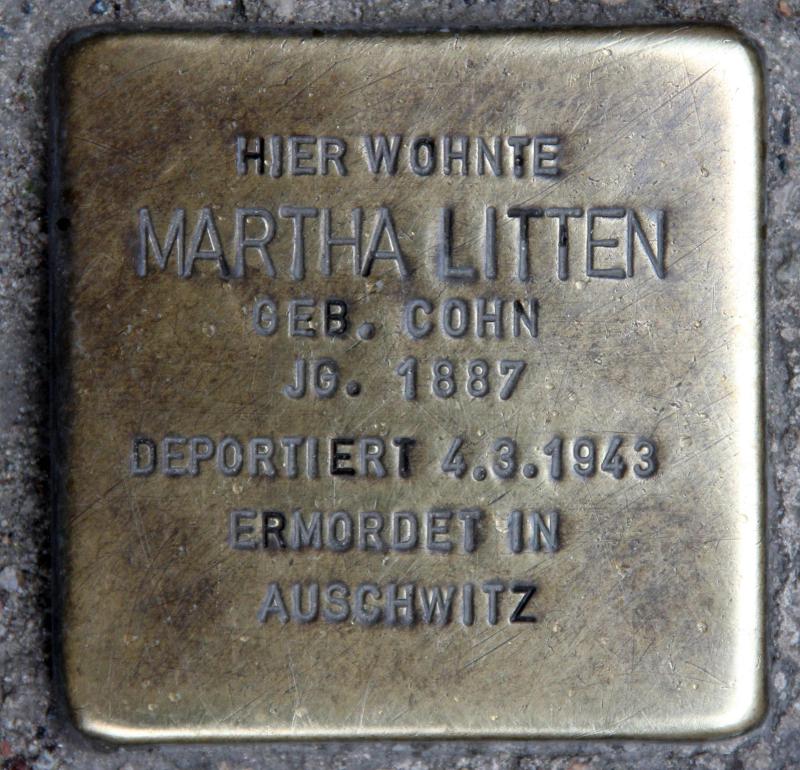 HIER WOHNTE
MARTHA LITTEN
GEB. COHN
JG. 1887
DEPORTIERT 4.3.1943
ERMORDET IN
AUSCHWITZ